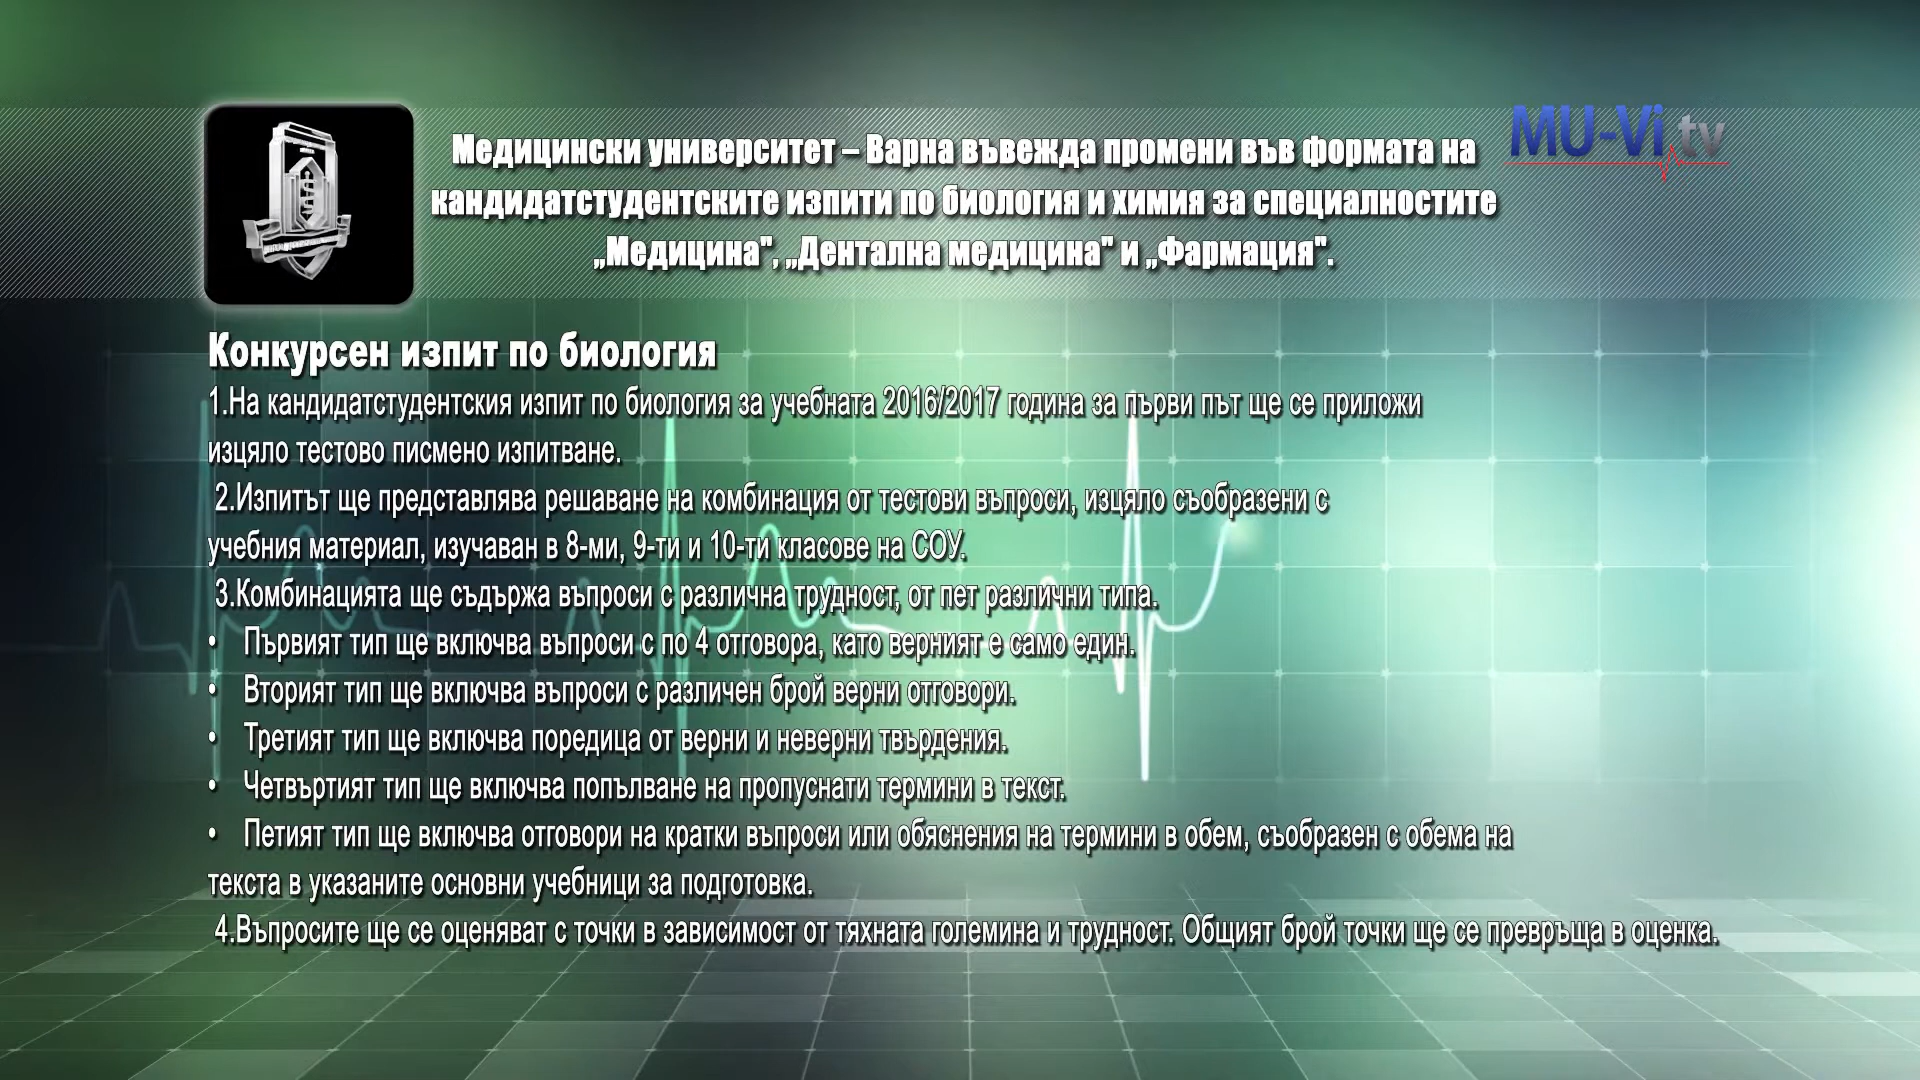 Медицински университет – Варна въвежда промени във формата на
кандидатстудентските изпити по биология и химия за специалностите
„Медицина", „Дентална медицина" и „Фармация".
MU-Vi.tv
Конкурсен изпит по биология
1.На кандидатстудентския изпит по биология за учебната 2016/2017 година за първи път ще се приложи
изцяло тестово писмено изпитване.
2.Изпитът ще представлява решаване на комбинация от тестови въпроси, изцяло съобразени с
учебния материал, изучаван в 8-ми, 9-ти и 10-ти класове на СОУ.
3.Комбинацията ще съдържа въпроси с различна трудност, от пет различни типа.
• Първият тип ще включва въпроси с по 4 отговора, като верният е само един.
• Вторият тип ще включва въпроси с различен брой верни отговори.
• Третият тип ще включва поредица от верни и неверни твърдения.
• Четвъртият тип ще включва попълване на пропуснати термини в текст.
• Петият тип ще включва отговори на кратки въпроси или обяснения на термини в обем, съобразен с обема на
текста в указаните основни учебници за подготовка.
4.Въпросите ще се оценяват с точки в зависимост от тяхната големина и трудност. Общият брой точки ще се превръща в оценка.